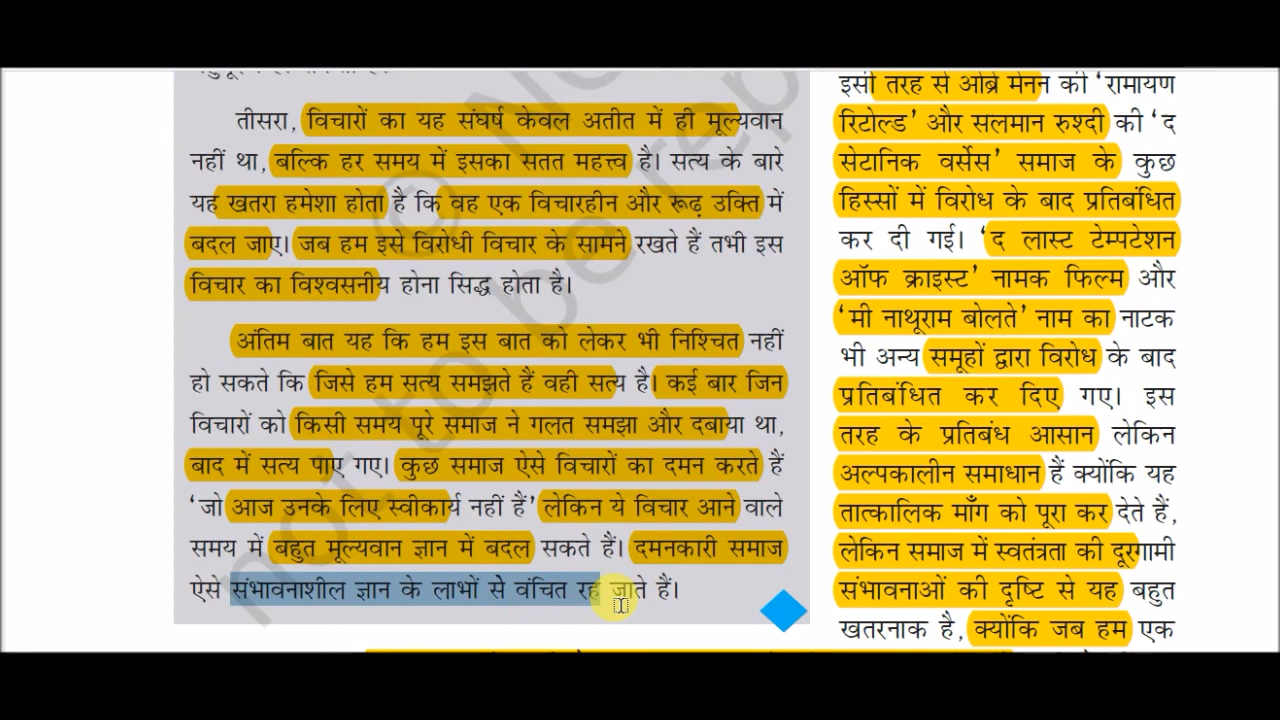 तीसरा, विचारों का यह संघर्ष केवल अतीत में ही मूल्यवान
नहीं था, बल्कि हर समय में इसका सतत महत्त्व है। सत्य के बारे
यह खतरा हमेशा होता है कि वह एक विचारहीन और रूढ़ उक्ति में
बदल जाए। जब हम इसे विरोधी विचार के सामने रखते हैं तभी इस
विचार का विश्वसनीय होना सिद्ध होता है।
अंतिम बात यह कि हम इस बात को लेकर भी निश्चित नहीं
हो सकते कि जिसे हम सत्य समझते हैं वही सत्य है। कई बार जिन
विचारों को किसी समय पूरे समाज ने गलत समझा और दबाया था,
बाद में सत्य पाए गए। कुछ समाज ऐसे विचारों का दमन करते हैं
‘जो आज उनके लिए स्वीकार्य नहीं हैं’ लेकिन ये विचार आने वाले
समय में बहुत मूल्यवान ज्ञान में बदल सकते हैं। दमनकारी समाज
ऐसे संभावनाशील ज्ञान के लाभों से वंचित रह जाते हैं।
इसी तरह से ओब्रे मेनन की ‘रामायण
रिटोल्ड’ और सलमान रुश्दी की ‘द
सेटानिक वर्सेस’ समाज के कुछ
हिस्सों में विरोध के बाद प्रतिबंधित
कर दी गई। ‘द लास्ट टेम्पटेशन
ऑफ क्राइस्ट’ नामक फिल्म और
‘मी नाथूराम बोलते’ नाम का नाटक
भी अन्य समूहों द्वारा विरोध के बाद
प्रतिबंधित कर दिए गए। इस
तरह के प्रतिबंध आसान लेकिन
अल्पकालीन समाधान हैं क्योंकि यह
तात्कालिक माँग को पूरा कर देते हैं,
लेकिन समाज में स्वतंत्रता की दूरगामी
संभावनाओं की दृष्टि से यह बहुत
खतरनाक है, क्योंकि जब हम एक
not to be rep